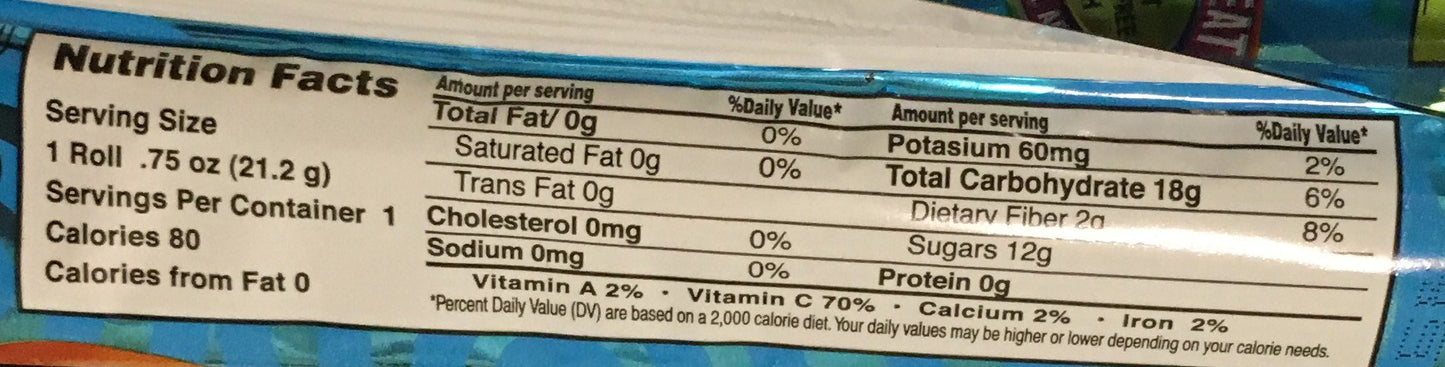 EAT
Nutrition Facts
Serving Size
1 Roll .75 oz (21.2 g)
Servings Per Container 1
Calories 80
Calories from Fat 0
Amount per serving %Daily Value*
Total Fat/ 0g 0%
Saturated Fat 0g 0%
Trans Fat 0g
Cholesterol 0mg 0%
Sodium 0mg 0%
Amount per serving %Daily Value*
Potasium 60mg 2%
Total Carbohydrate 18g 6%
Dietary Fiber 2g 8%
Sugars 12g
Protein 0g
Vitamin A 2% • Vitamin C 70% • Calcium 2% • Iron 2%
*Percent Daily Value (DV) are based on a 2,000 calorie diet. Your daily values may be higher or lower depending on your calorie needs.